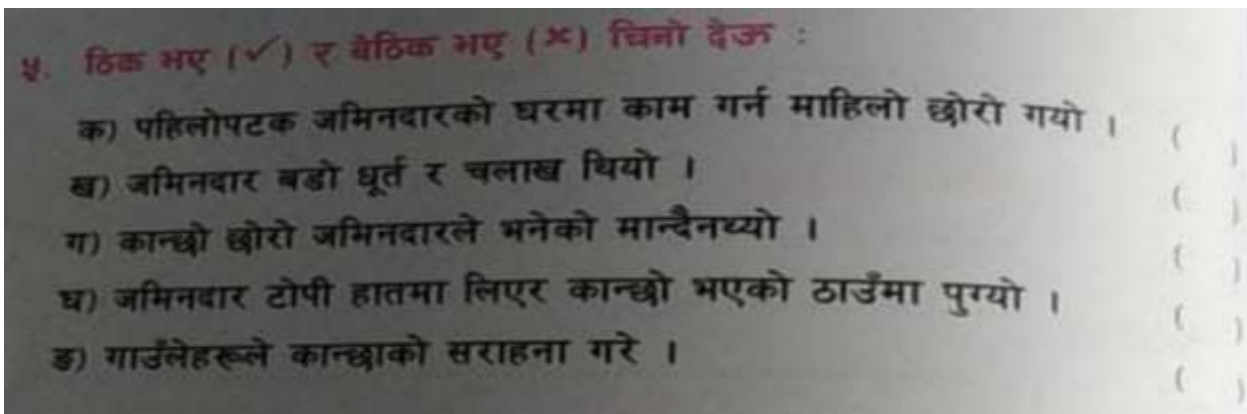 ५. ठिक भए (✓) र बेठिक भए (×) चिनो देऊ :
क) पहिलोपटक जमिनदारको घरमा काम गर्न माहिलो छोरो गयो । ( )
ख) जमिनदार बडो धूर्त र चलाख थियो । ( )
ग) कान्छो छोरो जमिनदारले भनेको मान्दैनथ्यो । ( )
घ) जमिनदार टोपी हातमा लिएर कान्छो भएको ठाउँमा पुग्यो । ( )
ङ) गाउँलेहरूले कान्छाको सराहना गरे । ( )